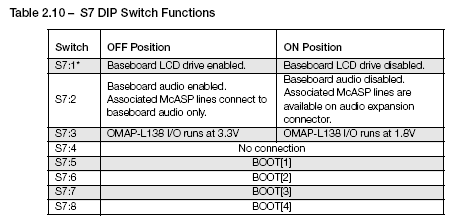 Table 2.10 – S7 DIP Switch Functions
Switch OFF Position ON Position
S7:1* Baseboard LCD drive enabled. Baseboard LCD drive disabled.
S7:2 Baseboard audio enabled. Associated McASP lines connect to baseboard audio only. Baseboard audio disabled. Associated McASP lines are available on audio expansion connector.
S7:3 OMAP-L138 I/O runs at 3.3V OMAP-L138 I/O runs at 1.8V
S7:4 No connection
S7:5 BOOT[1]
S7:6 BOOT[2]
S7:7 BOOT[3]
S7:8 BOOT[4]